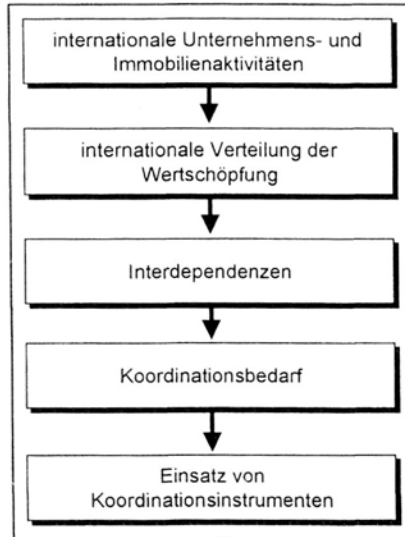 internationale Unternehmens- und
Immobilienaktivitäten
internationale Verteilung der
Wertschöpfung
Interdependenzen
Koordinationsbedarf
Einsatz von
Koordinationsinstrumenten